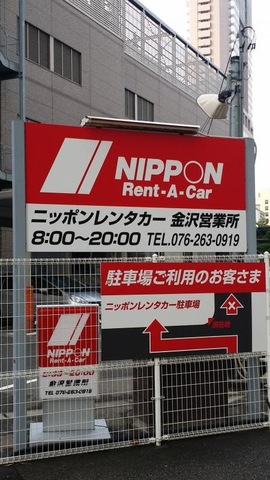 NIPPON
Rent-A-Car
ニッポンレンタカー 金沢営業所
8:00〜20:00 TEL.076-263-0919
駐車場ご利用のお客さま
ニッポンレンタカー駐車場
現在地
NIPPON
Rent-A-Car
8:00〜20:00
金沢営業所
TEL 076-263-0919